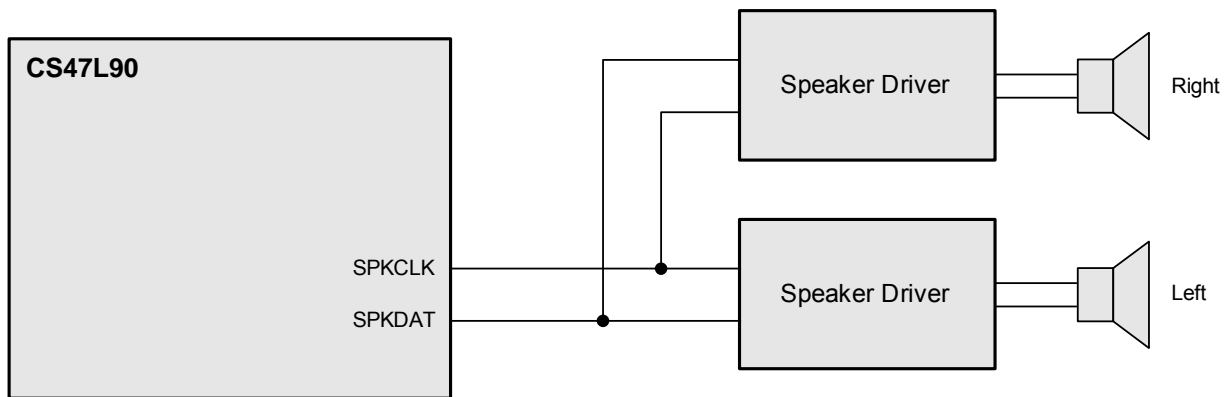 CS47L90
Speaker Driver
Right
SPKCLK
SPKDAT
Speaker Driver
Left